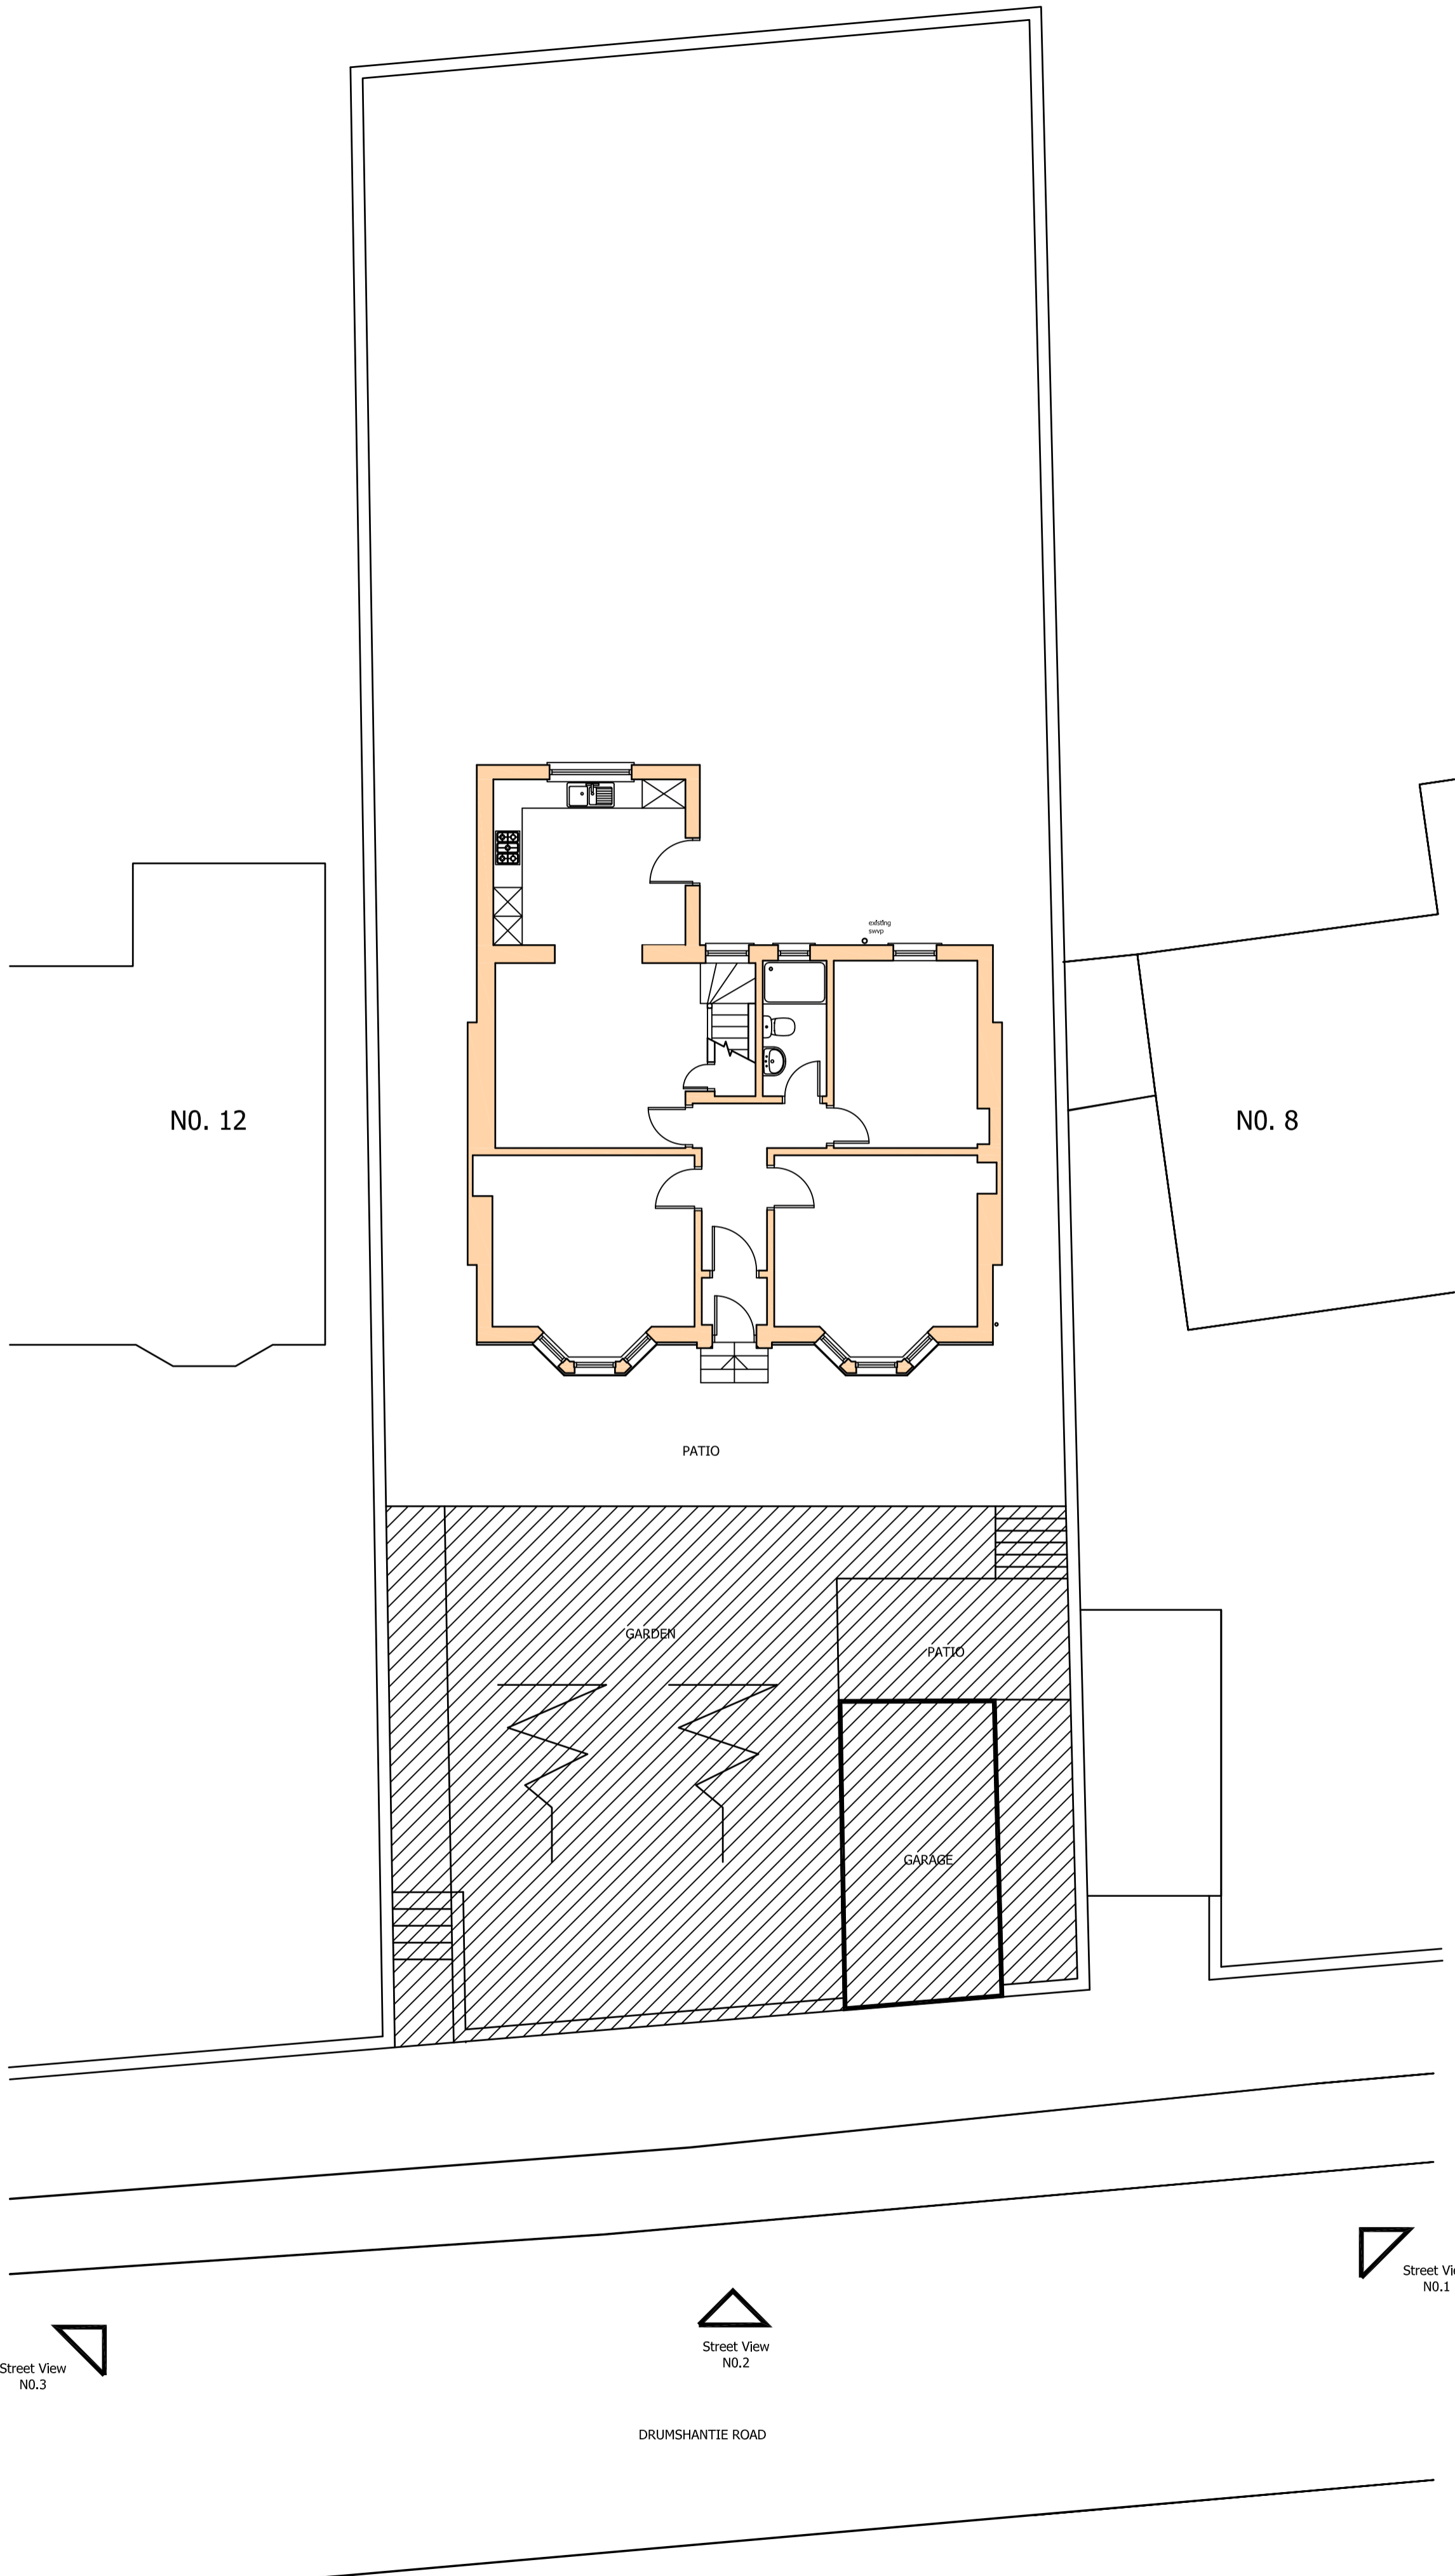 existing
swvp
N0. 12
N0. 8
PATIO
GARDEN
PATIO
GARAGE
Street
N0.1
Street View
N0.2
Street View
N0.3
DRUMSHANTIE ROAD